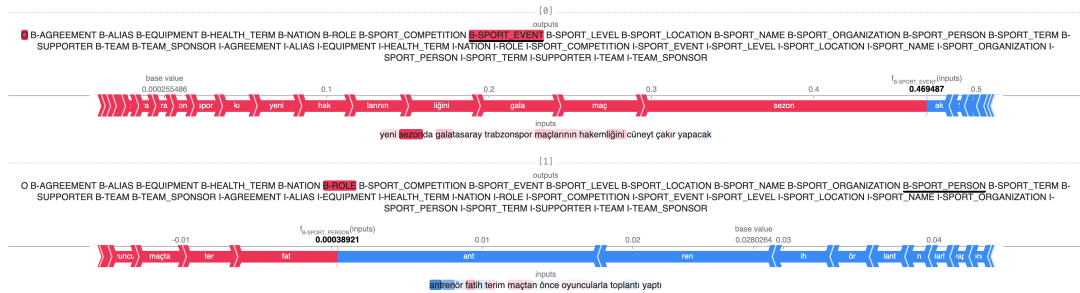 [0]
outputs
O B-AGREEMENT B-ALIAS B-EQUIPMENT B-HEALTH_TERM B-NATION B-ROLE B-SPORT_COMPETITION B-SPORT_EVENT B-SPORT_LEVEL B-SPORT_LOCATION B-SPORT_NAME B-SPORT_ORGANIZATION B-SPORT_PERSON B-SPORT_TERM B-
SUPPORTER B-TEAM B-TEAM_SPONSOR I-AGREEMENT I-ALIAS I-EQUIPMENT I-HEALTH_TERM I-NATION I-ROLE I-SPORT_COMPETITION I-SPORT_EVENT I-SPORT_LEVEL I-SPORT_LOCATION I-SPORT_NAME I-SPORT_ORGANIZATION I-
SPORT_PERSON I-SPORT_TERM I-SUPPORTER I-TEAM I-TEAM_SPONSOR
base value f B-SPORT_EVENT(inputs)
0.000255486 0.1 0.2 0.3 0.4 0.469487 0.5
ra on spor kı yeni hak larının liğini gala maç sezon ak
inputs
yeni sezonda galatasaray trabzonspor maçlarının hakemliğini cüneyt çakır yapacak
[1]
outputs
O B-AGREEMENT B-ALIAS B-EQUIPMENT B-HEALTH_TERM B-NATION B-ROLE B-SPORT_COMPETITION B-SPORT_EVENT B-SPORT_LEVEL B-SPORT_LOCATION B-SPORT_NAME B-SPORT_ORGANIZATION B-SPORT_PERSON B-SPORT_TERM B-
SUPPORTER B-TEAM B-TEAM_SPONSOR I-AGREEMENT I-ALIAS I-EQUIPMENT I-HEALTH_TERM I-NATION I-ROLE I-SPORT_COMPETITION I-SPORT_EVENT I-SPORT_LEVEL I-SPORT_LOCATION I-SPORT_NAME I-SPORT_ORGANIZATION I-
SPORT_PERSON I-SPORT_TERM I-SUPPORTER I-TEAM I-TEAM_SPONSOR
f B-SPORT_PERSON(inputs) base value
-0.01 0.00038921 0.01 0.02 0.0280264 0.03 0.04
maçta ter fat ant ren ih ör lant n
inputs
antrenör fatih terim maçtan önce oyuncularla toplantı yaptı